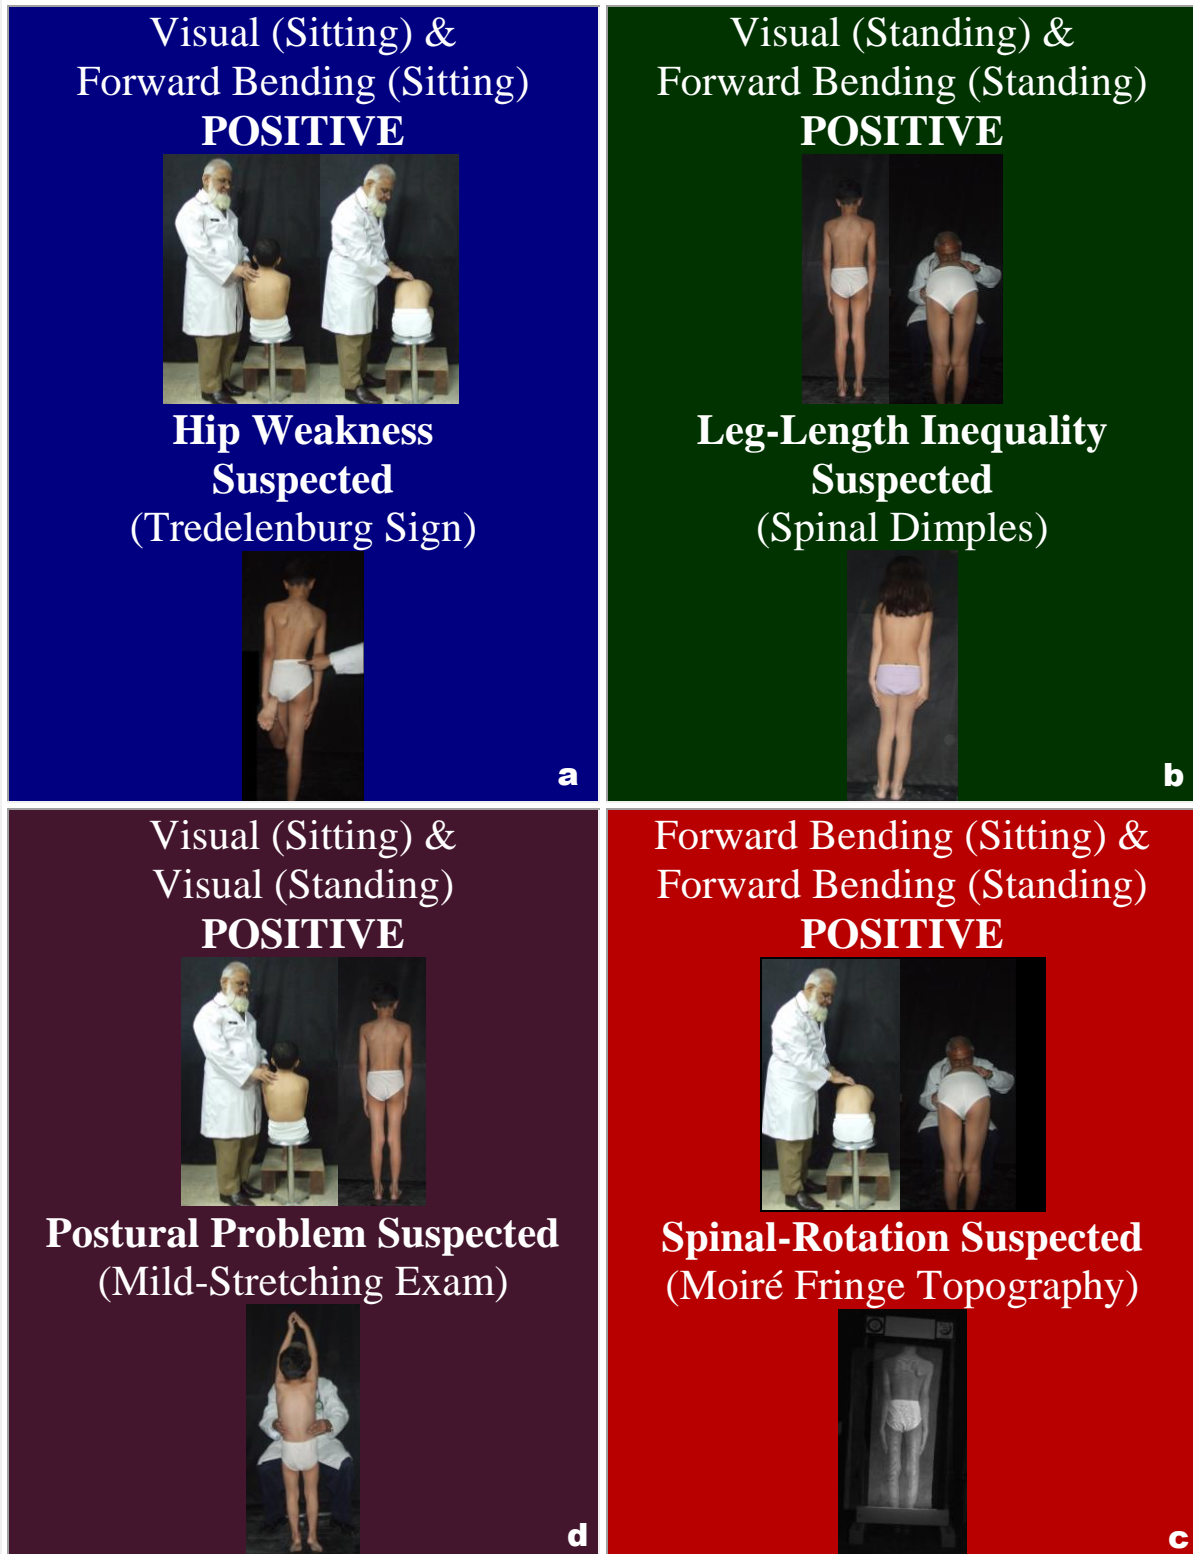 Visual (Sitting) &
Forward Bending (Sitting)
POSITIVE
Hip Weakness
Suspected
(Tredelenburg Sign)
a
Visual (Standing) &
Forward Bending (Standing)
POSITIVE
Leg-Length Inequality
Suspected
(Spinal Dimples)
b
Visual (Sitting) &
Visual (Standing)
POSITIVE
Postural Problem Suspected
(Mild-Stretching Exam)
d
Forward Bending (Sitting) &
Forward Bending (Standing)
POSITIVE
Spinal-Rotation Suspected
(Moiré Fringe Topography)
c